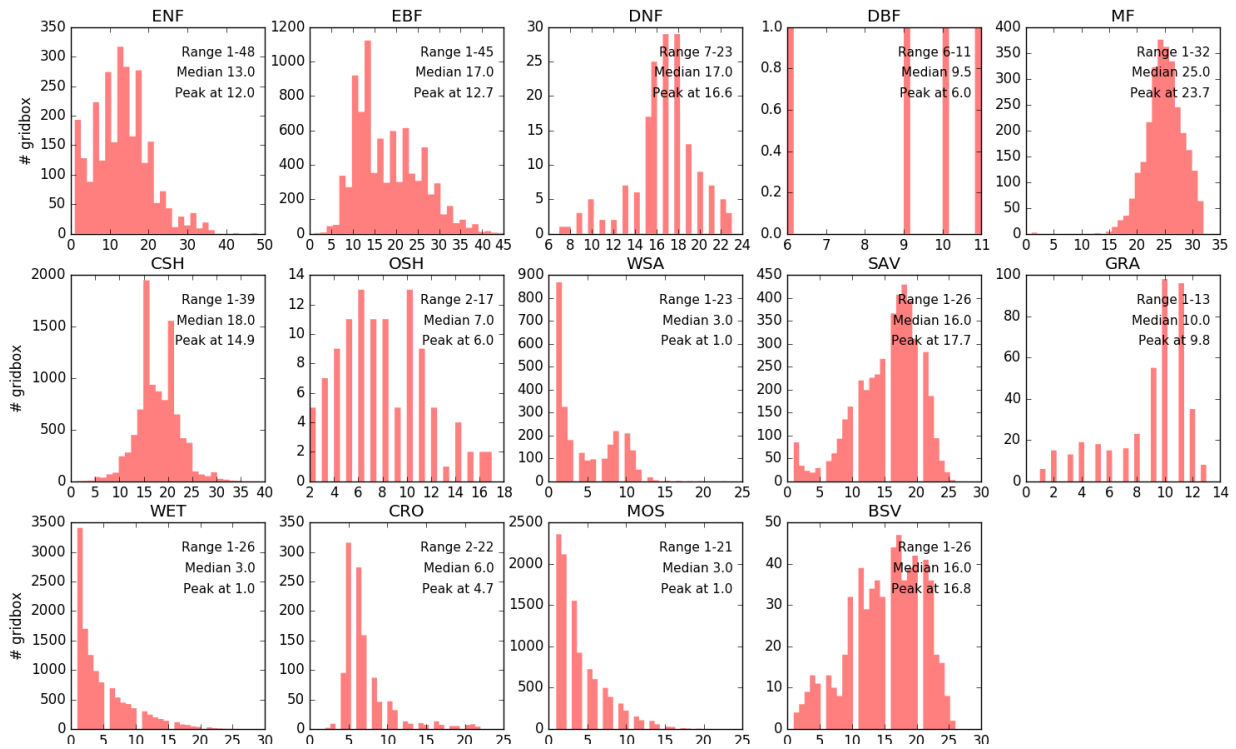 ENF
350
300
250
200
150
100
50
0
0 10 20 30 40 50
# gridbox
Range 1-48
Median 13.0
Peak at 12.0
EBF
1200
1000
800
600
400
200
0
0 5 10 15 20 25 30 35 40 45
Range 1-45
Median 17.0
Peak at 12.7
DNF
30
25
20
15
10
5
0
6 8 10 12 14 16 18 20 22 24
Range 7-23
Median 17.0
Peak at 16.6
DBF
1.0
0.8
0.6
0.4
0.2
0.0
6 7 8 9 10 11
Range 6-11
Median 9.5
Peak at 6.0
MF
400
350
300
250
200
150
100
50
0
0 5 10 15 20 25 30 35
Range 1-32
Median 25.0
Peak at 23.7
CSH
2000
1500
1000
500
0
0 5 10 15 20 25 30 35 40
# gridbox
Range 1-39
Median 18.0
Peak at 14.9
OSH
14
12
10
8
6
4
2
0
2 4 6 8 10 12 14 16 18
Range 2-17
Median 7.0
Peak at 6.0
WSA
900
800
700
600
500
400
300
200
100
0
0 5 10 15 20 25
Range 1-23
Median 3.0
Peak at 1.0
SAV
450
400
350
300
250
200
150
100
50
0
0 5 10 15 20 25 30
Range 1-26
Median 16.0
Peak at 17.7
GRA
100
80
60
40
20
0
0 2 4 6 8 10 12 14
Range 1-13
Median 10.0
Peak at 9.8
WET
3500
3000
2500
2000
1500
1000
500
0
0 5 10 15 20 25 30
# gridbox
Range 1-26
Median 3.0
Peak at 1.0
CRO
350
300
250
200
150
100
50
0
0 5 10 15 20 25
Range 2-22
Median 6.0
Peak at 4.7
MOS
2500
2000
1500
1000
500
0
0 5 10 15 20 25
Range 1-21
Median 3.0
Peak at 1.0
BSV
50
40
30
20
10
0
0 5 10 15 20 25 30
Range 1-26
Median 16.0
Peak at 16.8